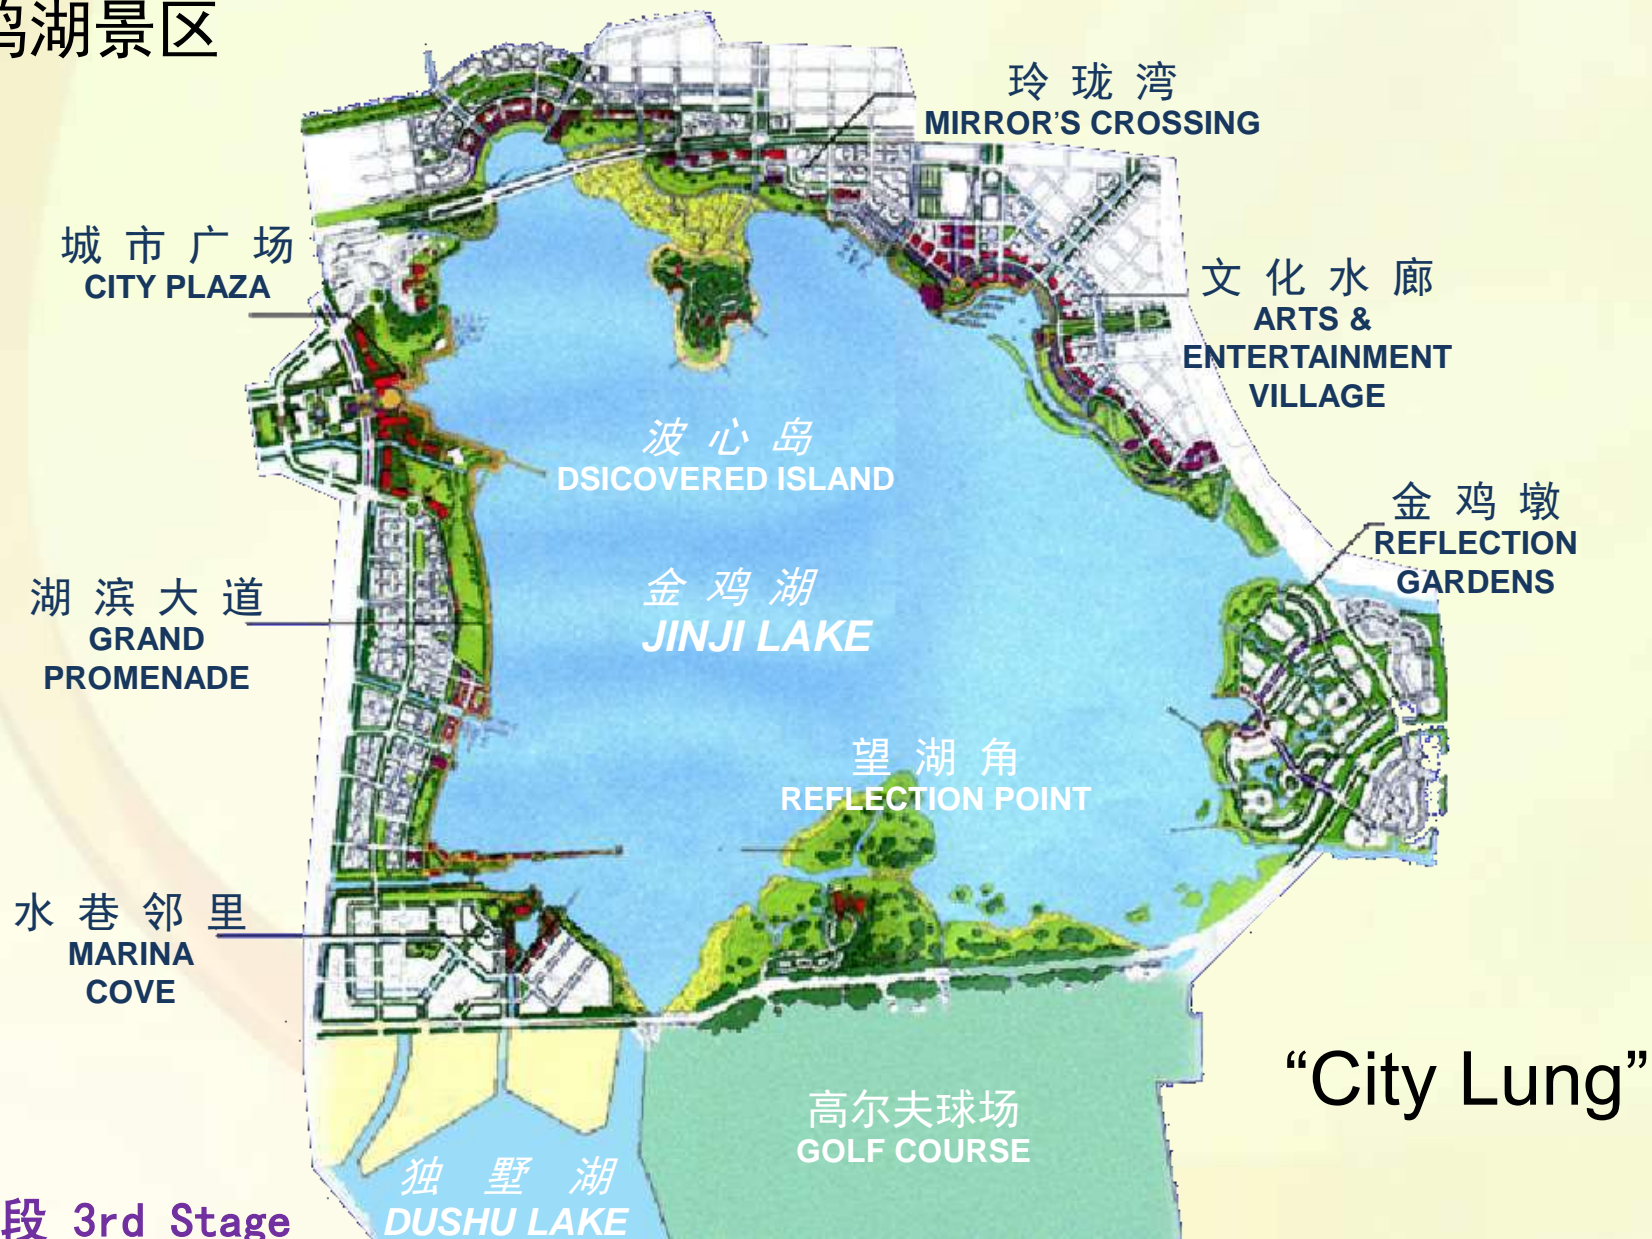 鸡湖景区
玲珑湾
MIRROR'S CROSSING
城市广场
CITY PLAZA
文化水廊
ARTS &
ENTERTAINMENT
VILLAGE
波心岛
DSICOVERED ISLAND
金鸡墩
REFLECTION
GARDENS
金鸡湖
JINJI LAKE
湖滨大道
GRAND
PROMENADE
望湖角
REFLECTION POINT
水巷邻里
MARINA
COVE
“City Lung”
高尔夫球场
GOLF COURSE
独墅湖
DUSHU LAKE
段 3rd Stage